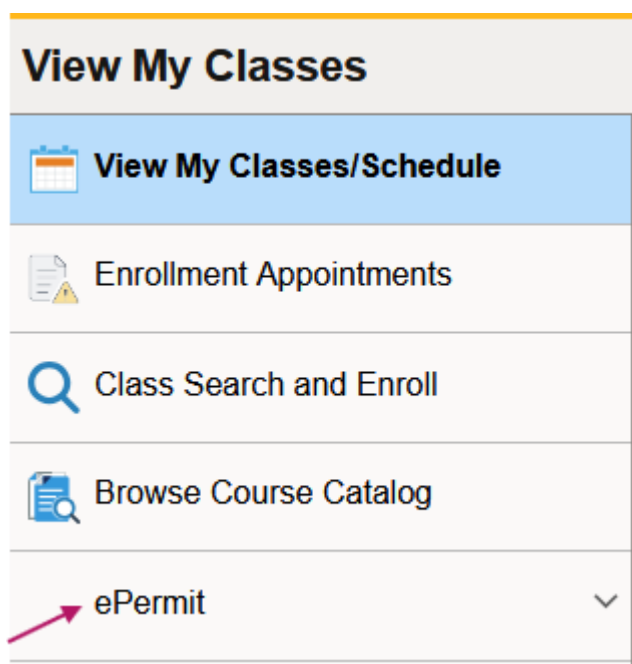 View My Classes
View My Classes/Schedule
Enrollment Appointments
Class Search and Enroll
Browse Course Catalog
ePermit